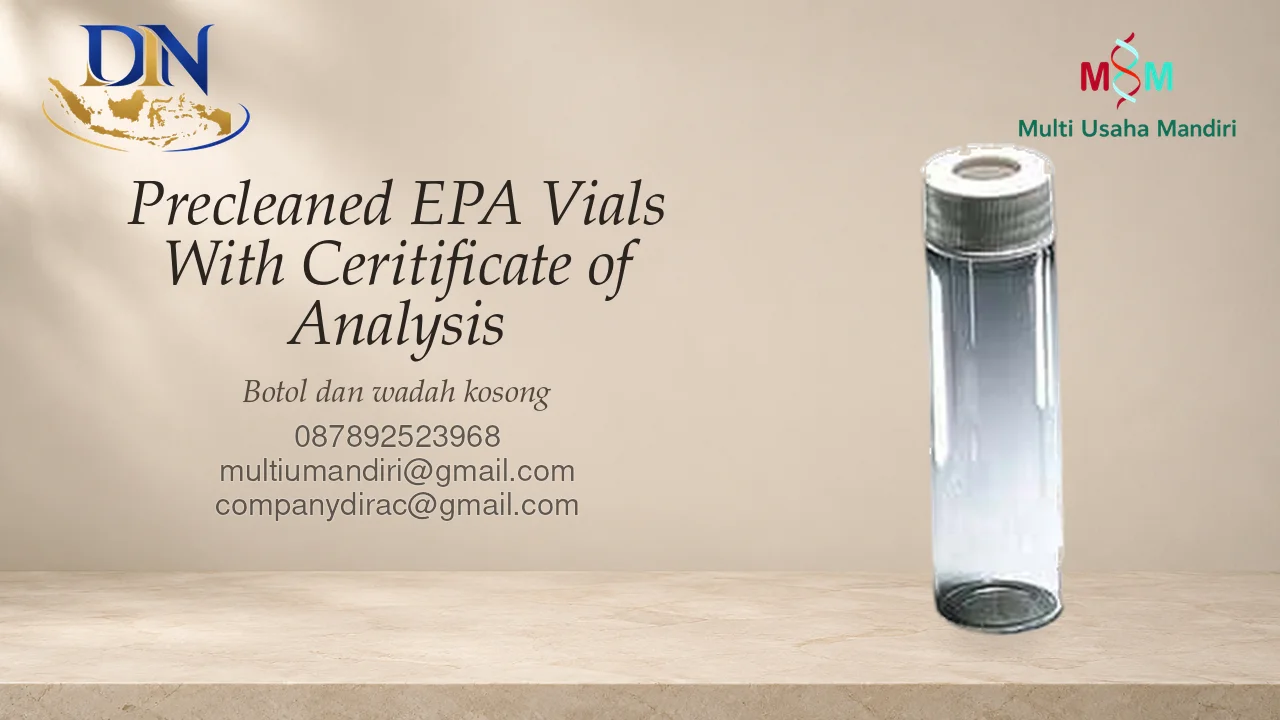 DN
M M
Multi Usaha Mandiri
Precleaned EPA Vials
With Ceritificate of
Analysis
Botol dan wadah kosong
087892523968
multiumandiri@gmail.com
companydirac@gmail.com